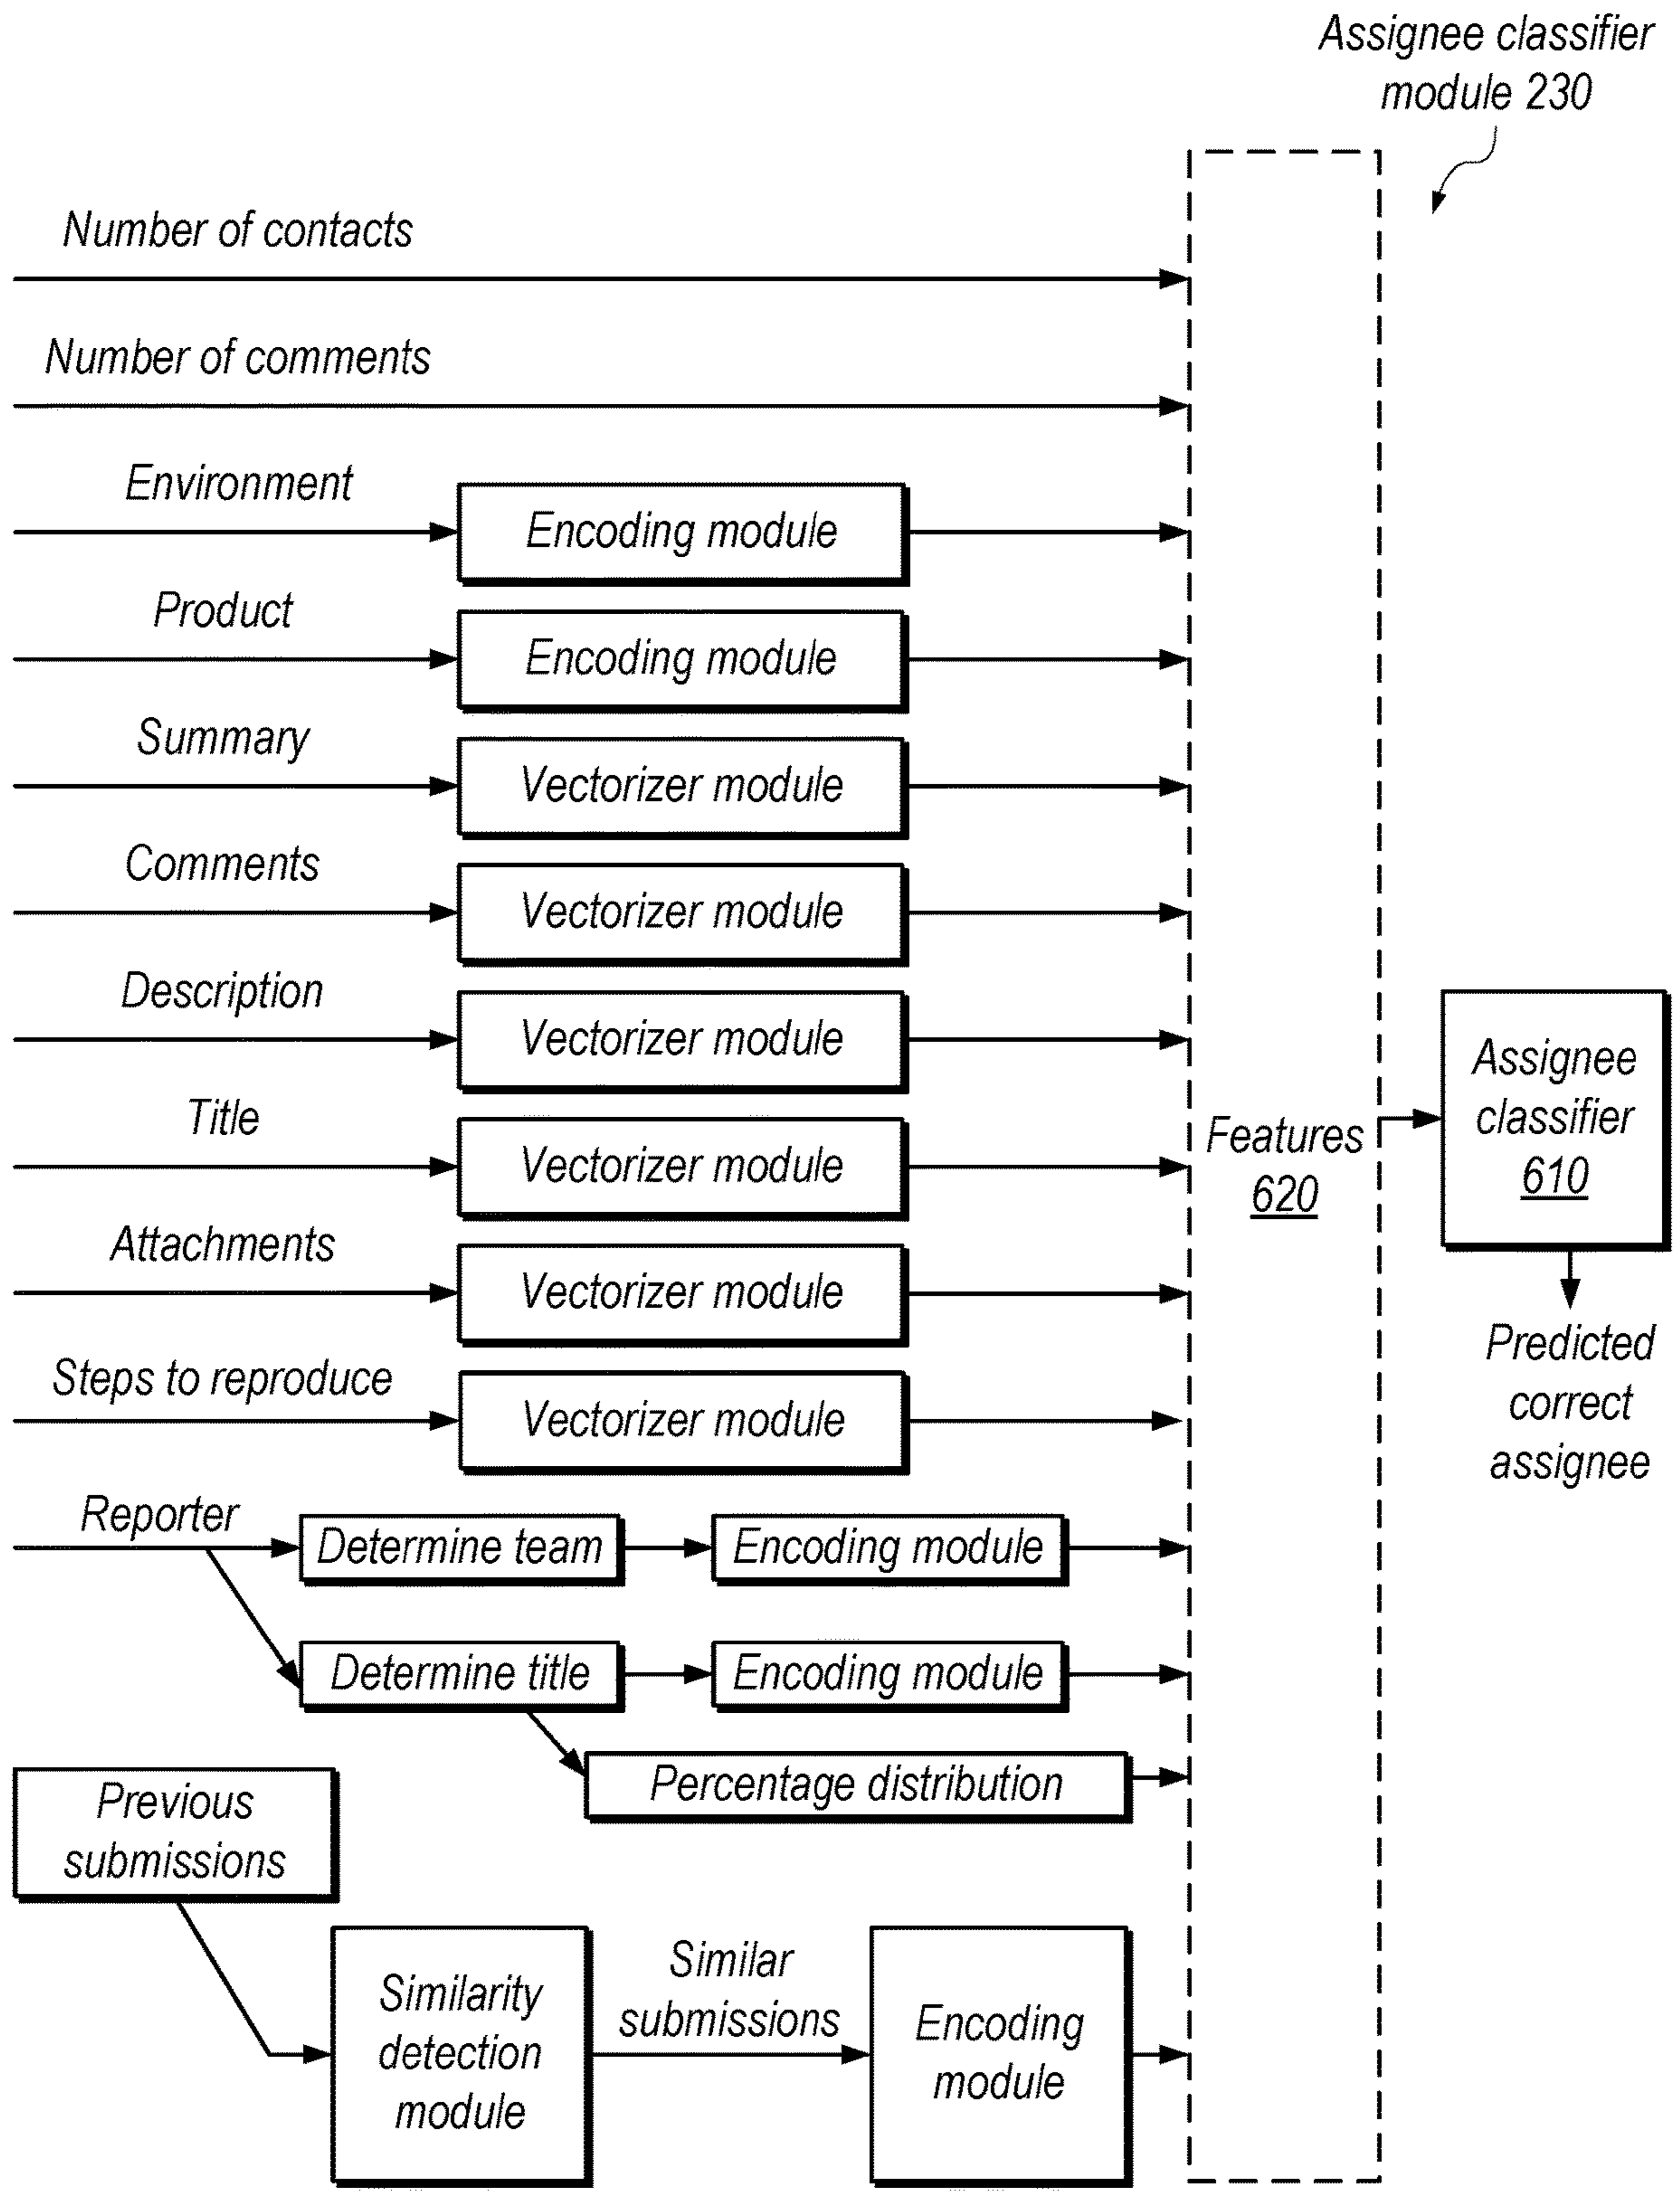 Assignee classifier
module 230
Number of contacts
Number of comments
Environment
Encoding module
Product
Encoding module
Summary
Vectorizer module
Comments
Vectorizer module
Description
Vectorizer module
Title
Vectorizer module
Attachments
Vectorizer module
Steps to reproduce
Vectorizer module
Features
620
Assignee
classifier
610
Predicted
correct
assignee
Reporter
Determine team
Encoding module
Determine title
Encoding module
Percentage distribution
Previous
submissions
Similarity
detection
module
Similar
submissions
Encoding
module